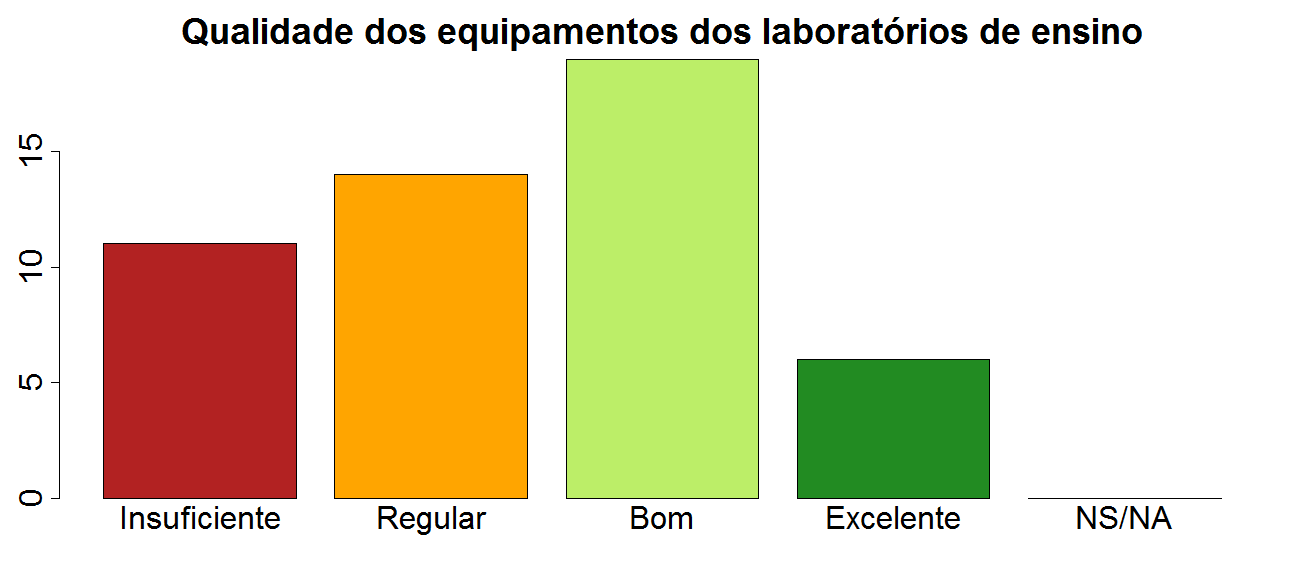 Qualidade dos equipamentos dos laboratórios de ensino
15
10
5
0
Insuficiente Regular Bom Excelente NS/NA